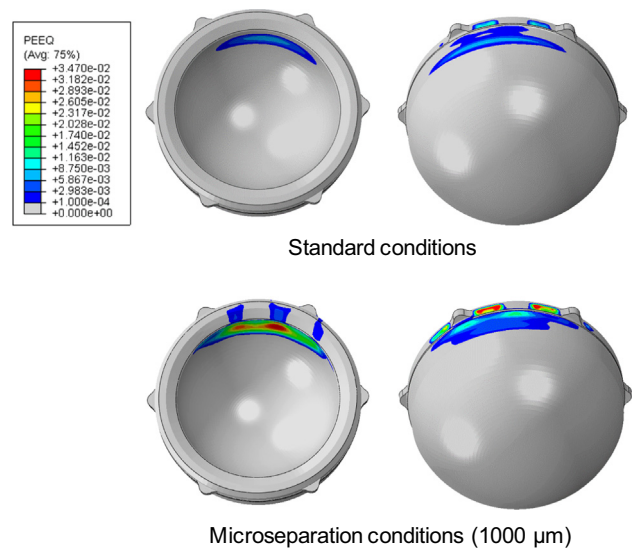 PEEQ
(Avg: 75%)
+3.470e-02
+3.182e-02
+2.893e-02
+2.605e-02
+2.317e-02
+2.028e-02
+1.740e-02
+1.452e-02
+1.163e-02
+8.750e-03
+5.867e-03
+2.983e-03
+1.000e-04
+0.000e+00
Standard conditions
Microseparation conditions (1000 µm)